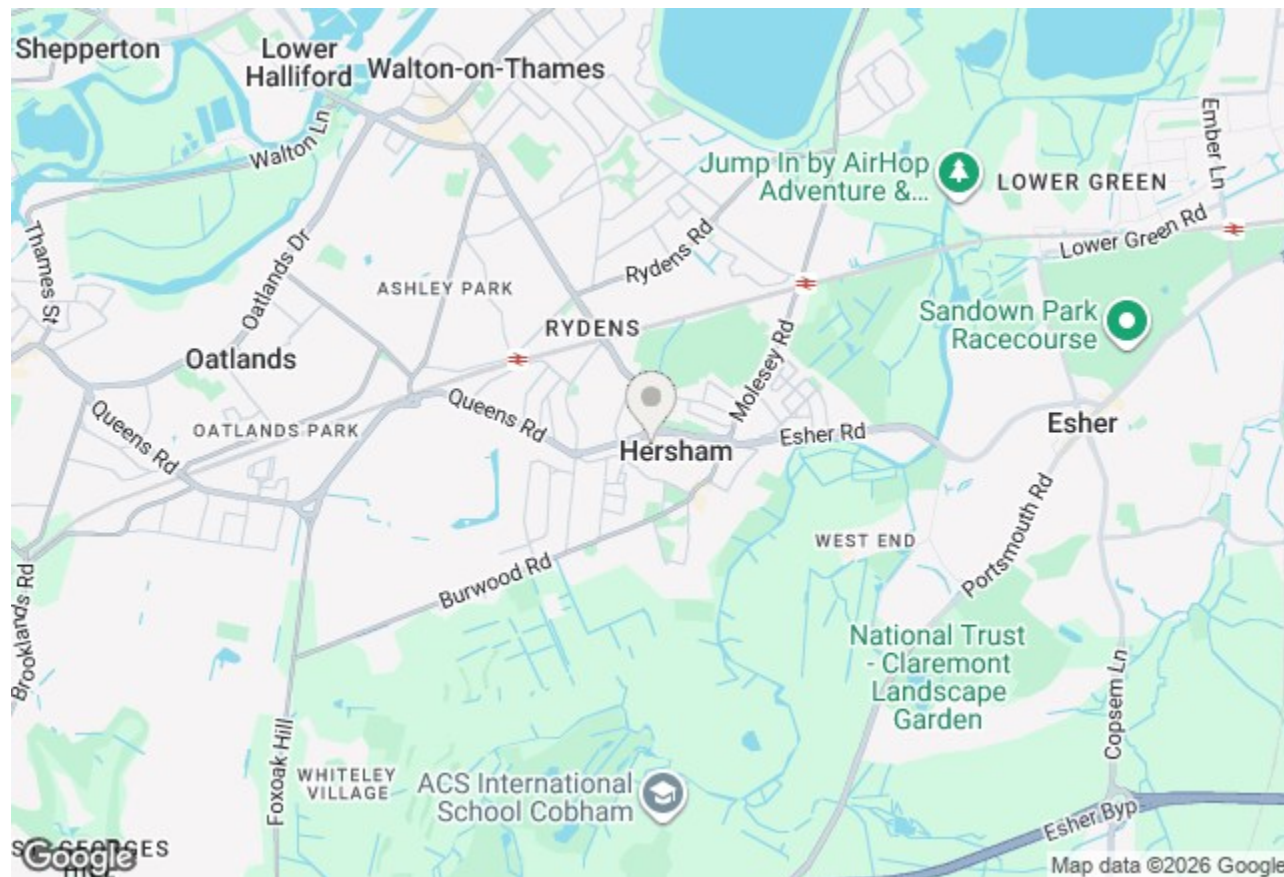 Shepperton
Lower
Halliford
Walton-on-Thames
Walton Ln
Ember Ln
Jump In by AirHop
Adventure &...
LOWER GREEN
Thames St
Oatlands Dr
Rydens Rd
Lower Green Rd
ASHLEY PARK
RYDENS
Sandown Park
Racecourse
Oatlands
Molesey Rd
Queens Rd
Queens Rd
OATLANDS PARK
Hersham
Esher Rd
Esher
Portsmouth Rd
WEST END
Burwood Rd
Brooklands Rd
National Trust
- Claremont
Landscape
Garden
Copsem Ln
Foxoak Hill
WHITELEY
VILLAGE
ACS International
School Cobham
Esher Byp
Google
Map data ©2026 Google